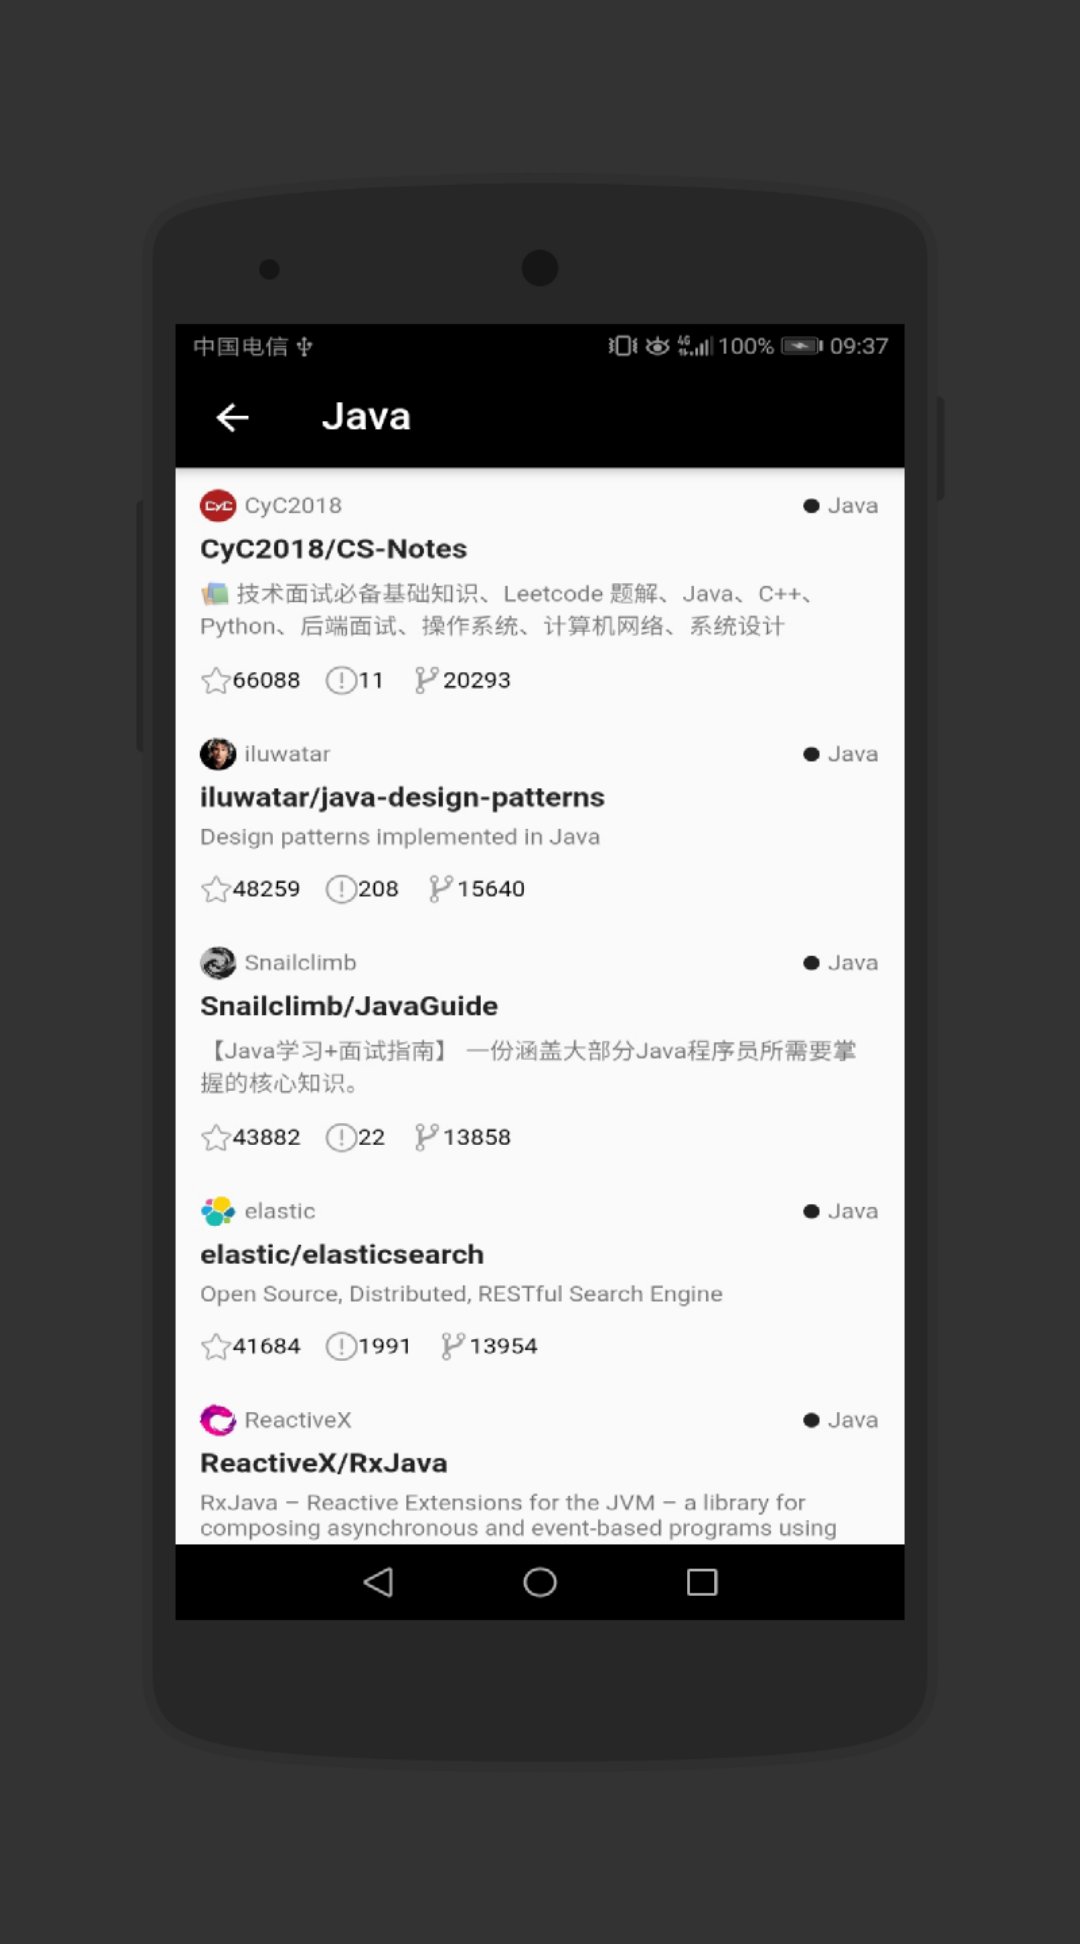 中国电信 4G 100% 09:37
Java
CyC CyC2018 Java
CyC2018/CS-Notes
技术面试必备基础知识、Leetcode 题解、Java、C++、
Python、后端面试、操作系统、计算机网络、系统设计
66088 11 20293
iluwatar Java
iluwatar/java-design-patterns
Design patterns implemented in Java
48259 208 15640
Snailclimb Java
Snailclimb/JavaGuide
【Java学习+面试指南】 一份涵盖大部分Java程序员所需要掌
握的核心知识。
43882 22 13858
elastic Java
elastic/elasticsearch
Open Source, Distributed, RESTful Search Engine
41684 1991 13954
ReactiveX Java
ReactiveX/RxJava
RxJava – Reactive Extensions for the JVM – a library for
composing asynchronous and event-based programs using